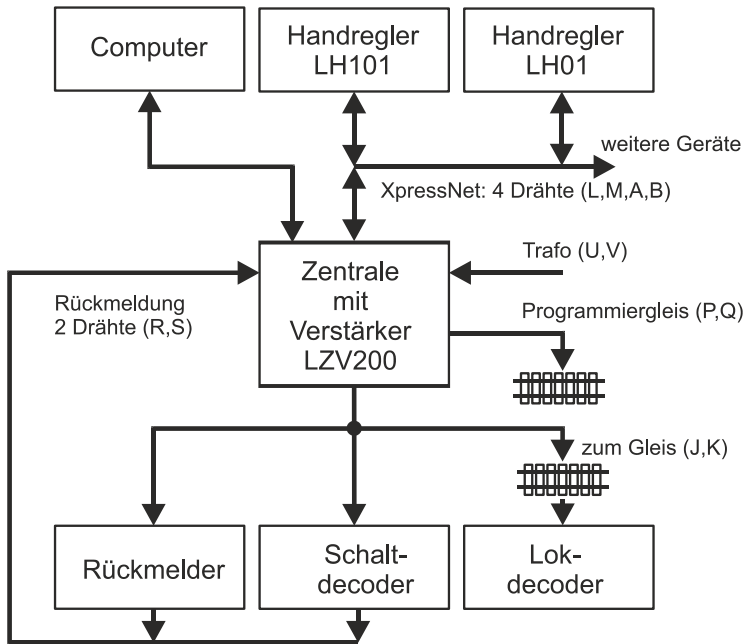 Computer
Handregler
LH101
Handregler
LH01
weitere Geräte
XpressNet: 4 Drähte (L,M,A,B)
Zentrale
mit
Verstärker
LZV200
Trafo (U,V)
Rückmeldung
2 Drähte (R,S)
Programmiergleis (P,Q)
zum Gleis (J,K)
Rückmelder
Schalt-
decoder
Lok-
decoder